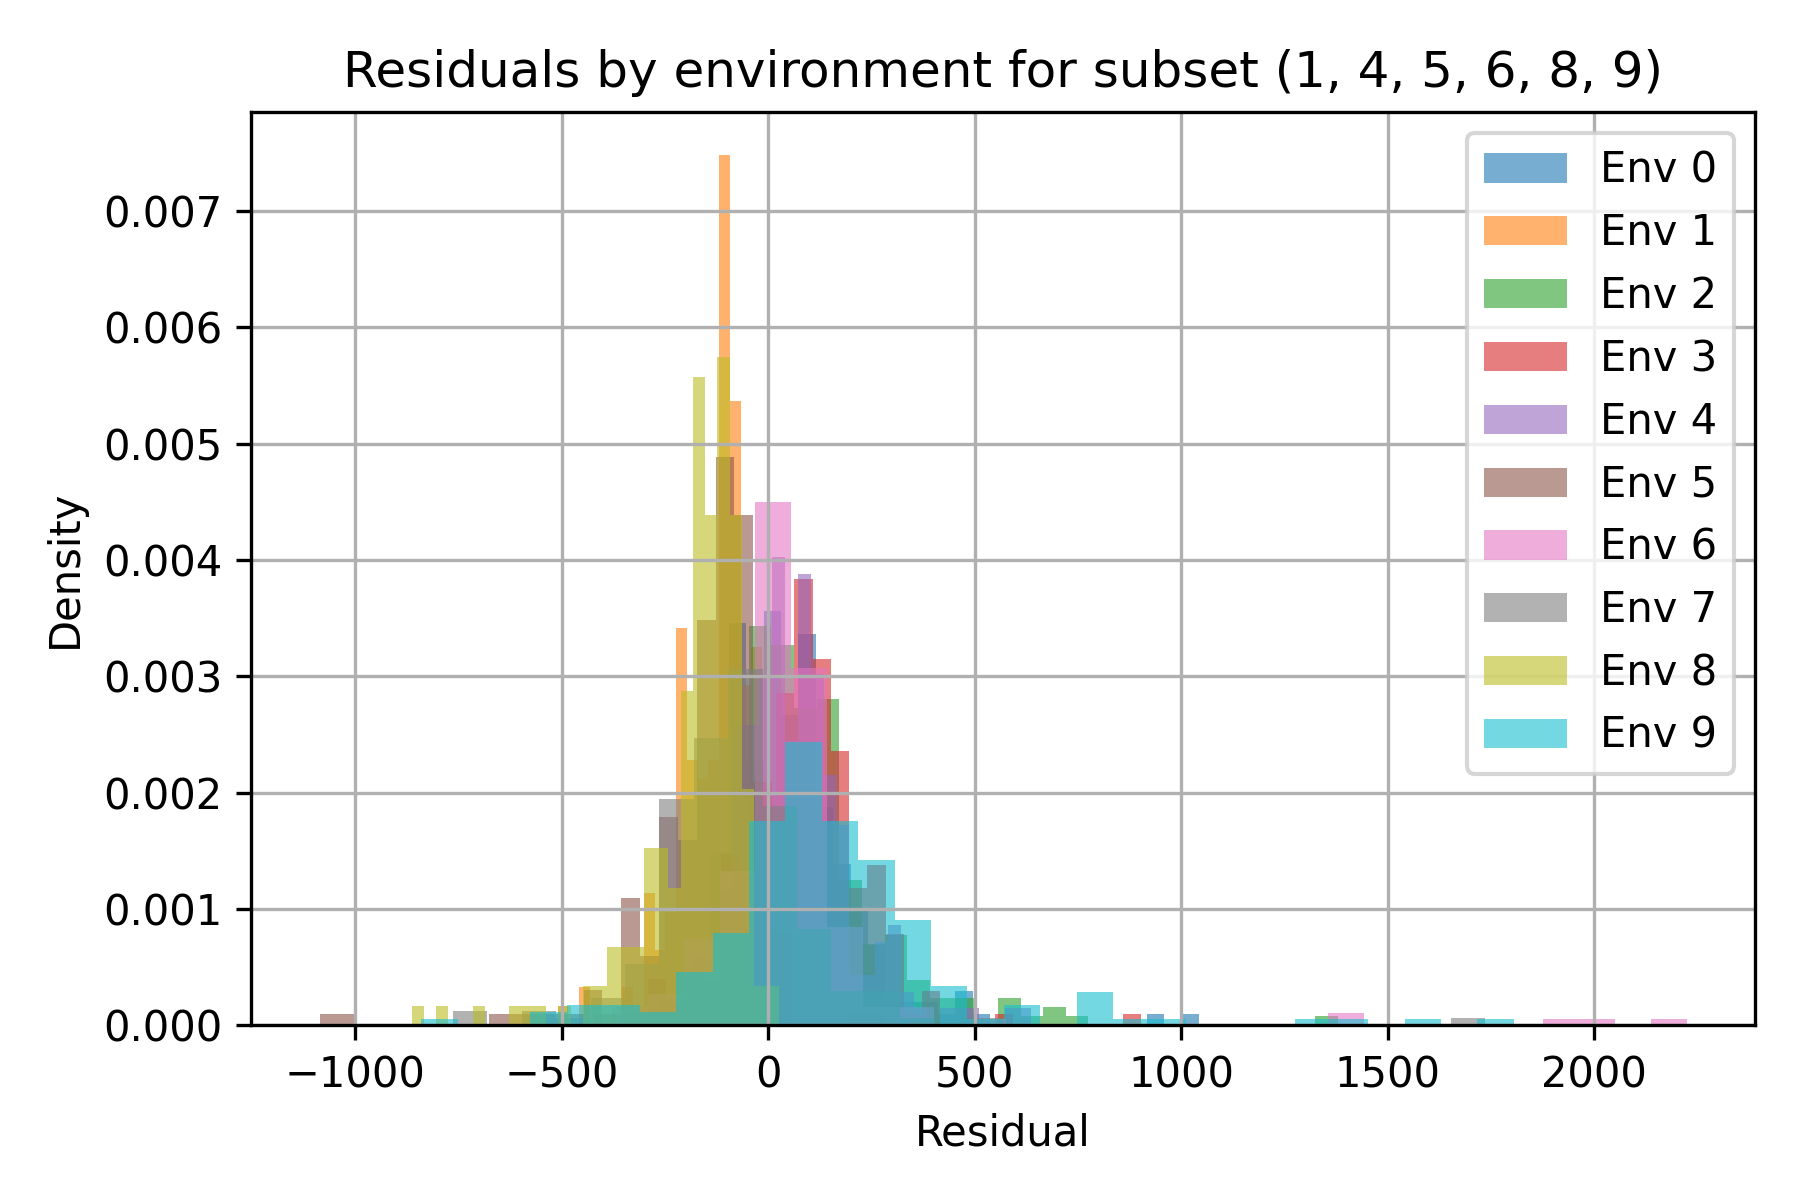 Residuals by environment for subset (1, 4, 5, 6, 8, 9)
Density
0.007
0.006
0.005
0.004
0.003
0.002
0.001
0.000
−1000
−500
0
500
1000
1500
2000
Residual
Env 0
Env 1
Env 2
Env 3
Env 4
Env 5
Env 6
Env 7
Env 8
Env 9